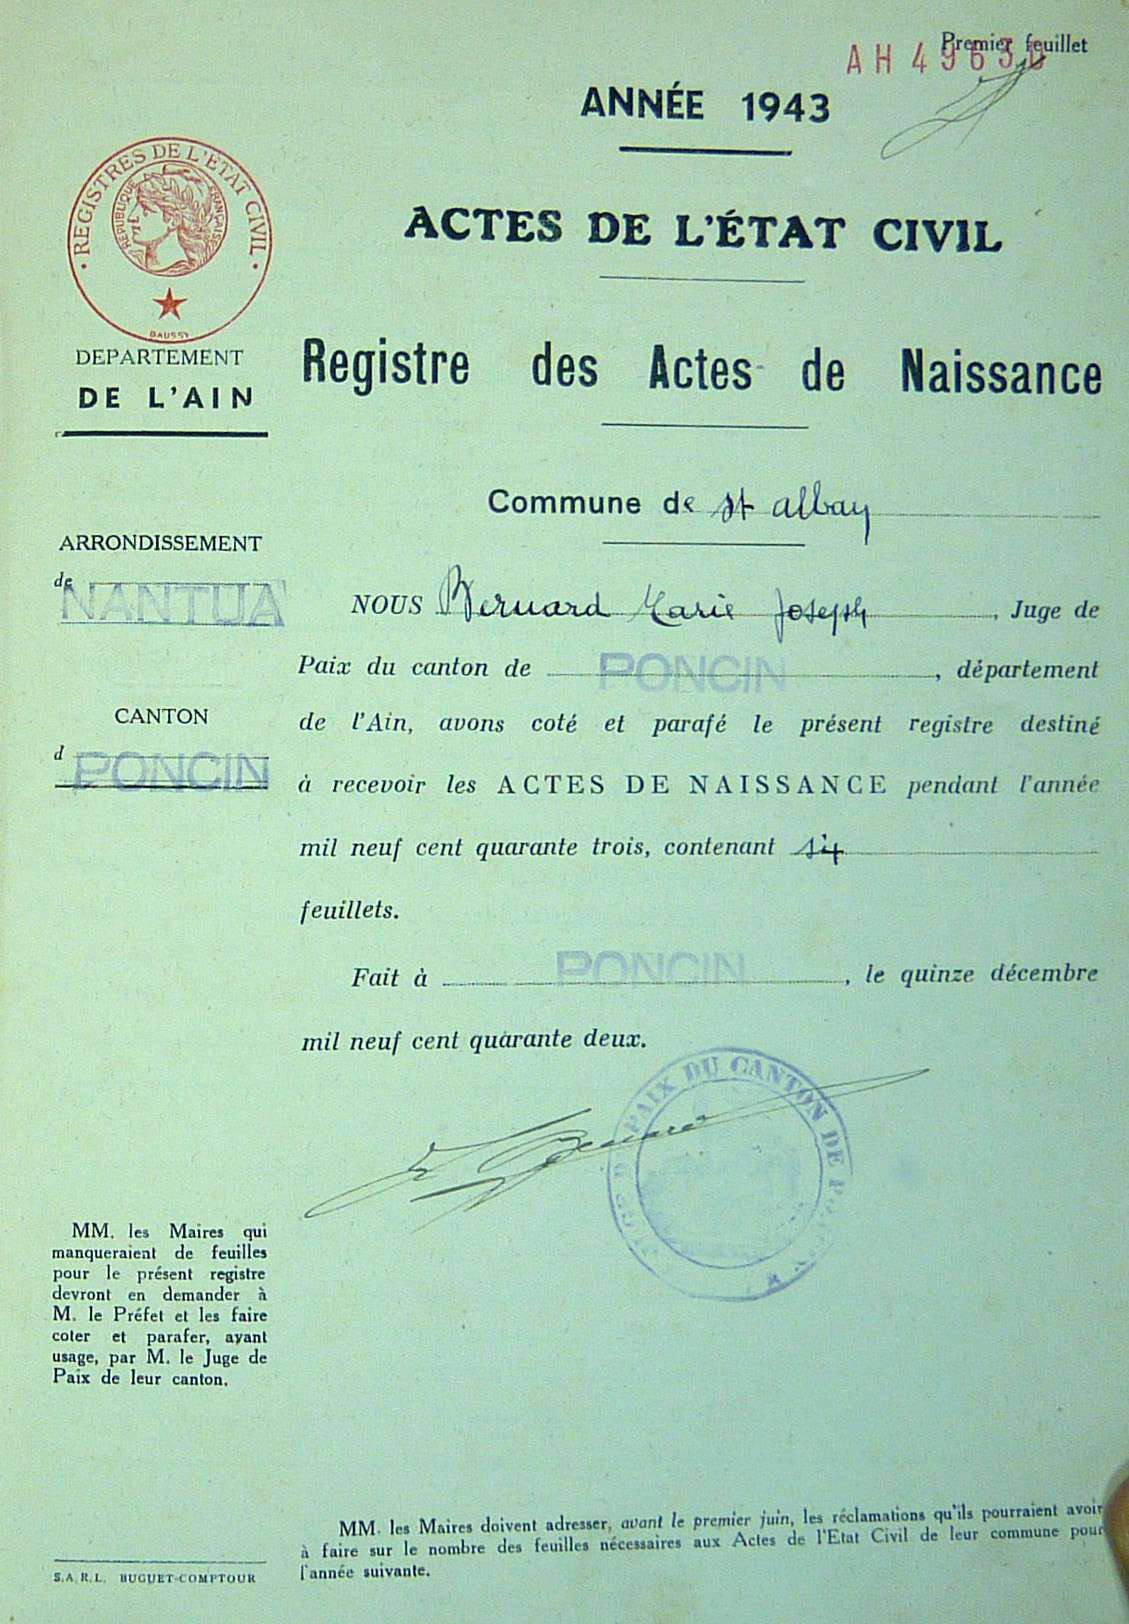 Premier feuillet
AH 49630
ANNÉE 1943
REGISTRES DE L'ÉTAT CIVIL
RÉPUBLIQUE FRANÇAISE
DAUSSY
ACTES DE L'ÉTAT CIVIL
DEPARTEMENT
DE L'AIN
Registre des Actes de Naissance
Commune de St alban
ARRONDISSEMENT
de NANTUA
NOUS Bernard Marie Joseph, Juge de
Paix du canton de PONCIN, département
CANTON
d PONCIN
de l'Ain, avons coté et parafé le présent registre destiné
à recevoir les ACTES DE NAISSANCE pendant l'année
mil neuf cent quarante trois, contenant 14
feuillets.
Fait à PONCIN, le quinze décembre
mil neuf cent quarante deux.
PAIX DU CANTON DE
MM. les Maires qui
manqueraient de feuilles
pour le présent registre
devront en demander à
M. le Préfet et les faire
coter et parafer, ayant
usage, par M. le Juge de
Paix de leur canton.
MM. les Maires doivent adresser, avant le premier juin, les réclamations qu'ils pourraient avoir
à faire sur le nombre des feuilles nécessaires aux Actes de l'Etat Civil de leur commune pour
l'année suivante.
S.A.R.L. BUGUET-COMPTOUR